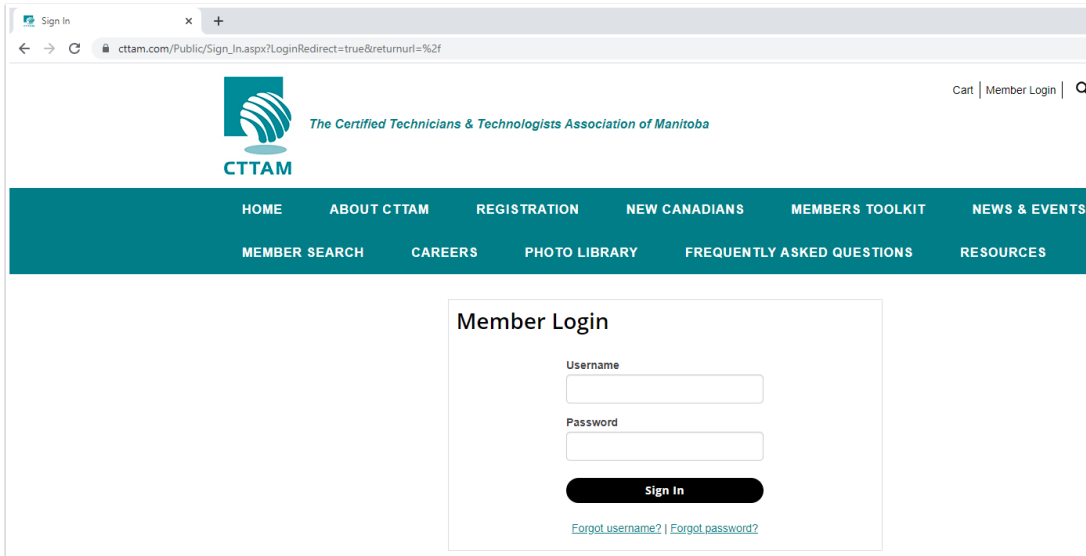 Sign In
cttam.com/Public/Sign_In.aspx?LoginRedirect=true&returnurl=%2f
Cart | Member Login |
The Certified Technicians & Technologists Association of Manitoba
CTTAM
HOME ABOUT CTTAM REGISTRATION NEW CANADIANS MEMBERS TOOLKIT NEWS & EVENTS
MEMBER SEARCH CAREERS PHOTO LIBRARY FREQUENTLY ASKED QUESTIONS RESOURCES
Member Login
Username
Password
Sign In
Forgot username? | Forgot password?